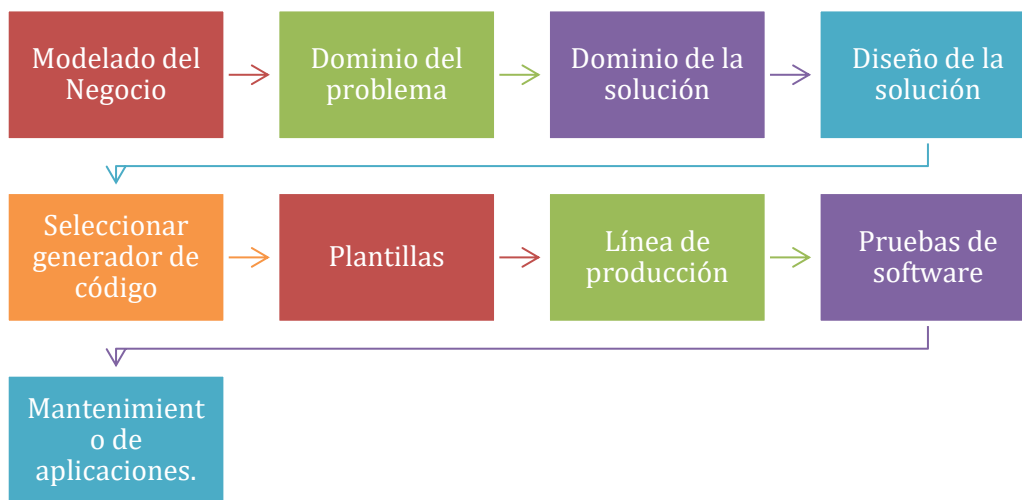 Modelado del
Negocio
Dominio del
problema
Dominio de la
solución
Diseño de la
solución
Seleccionar
generador de
código
Plantillas
Línea de
producción
Pruebas de
software
Mantenimient
o de
aplicaciones.